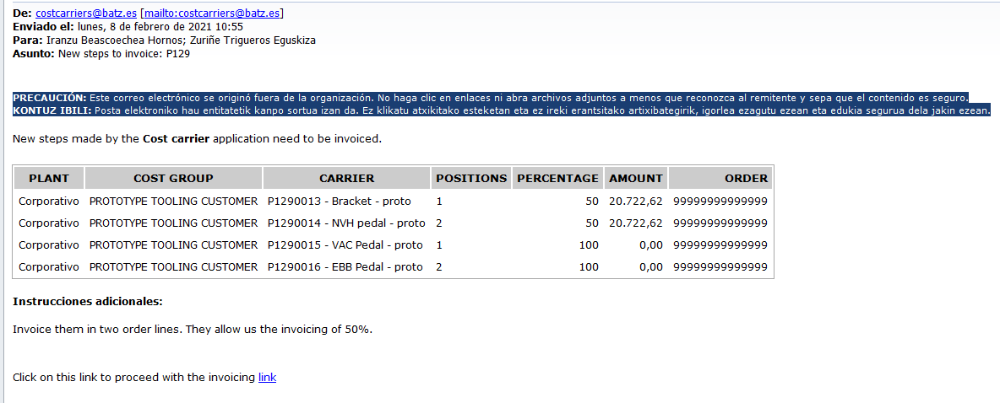 De: costcarriers@batz.es [mailto:costcarriers@batz.es]
Enviado el: lunes, 8 de febrero de 2021 10:55
Para: Iranzu Beascoechea Hornos; Zuriñe Trigueros Eguskiza
Asunto: New steps to invoice: P129
PRECAUCIÓN: Este correo electrónico se originó fuera de la organización. No haga clic en enlaces ni abra archivos adjuntos a menos que reconozca al remitente y sepa que el contenido es seguro.
KONTUZ IBILI: Posta elektroniko hau entitatetik kanpo sortua izan da. Ez klikatu atxikitako esteketan eta ez ireki erantsitako artixibategirik, igorlea ezagutu ezean eta edukia segurua dela jakin ezean.
New steps made by the Cost carrier application need to be invoiced.
PLANT COST GROUP CARRIER POSITIONS PERCENTAGE AMOUNT ORDER
Corporativo PROTOTYPE TOOLING CUSTOMER P1290013 - Bracket - proto 1 50 20.722,62 99999999999999
Corporativo PROTOTYPE TOOLING CUSTOMER P1290014 - NVH pedal - proto 2 50 20.722,62 99999999999999
Corporativo PROTOTYPE TOOLING CUSTOMER P1290015 - VAC Pedal - proto 1 100 0,00 99999999999999
Corporativo PROTOTYPE TOOLING CUSTOMER P1290016 - EBB Pedal - proto 2 100 0,00 99999999999999
Instrucciones adicionales:
Invoice them in two order lines. They allow us the invoicing of 50%.
Click on this link to proceed with the invoicing link